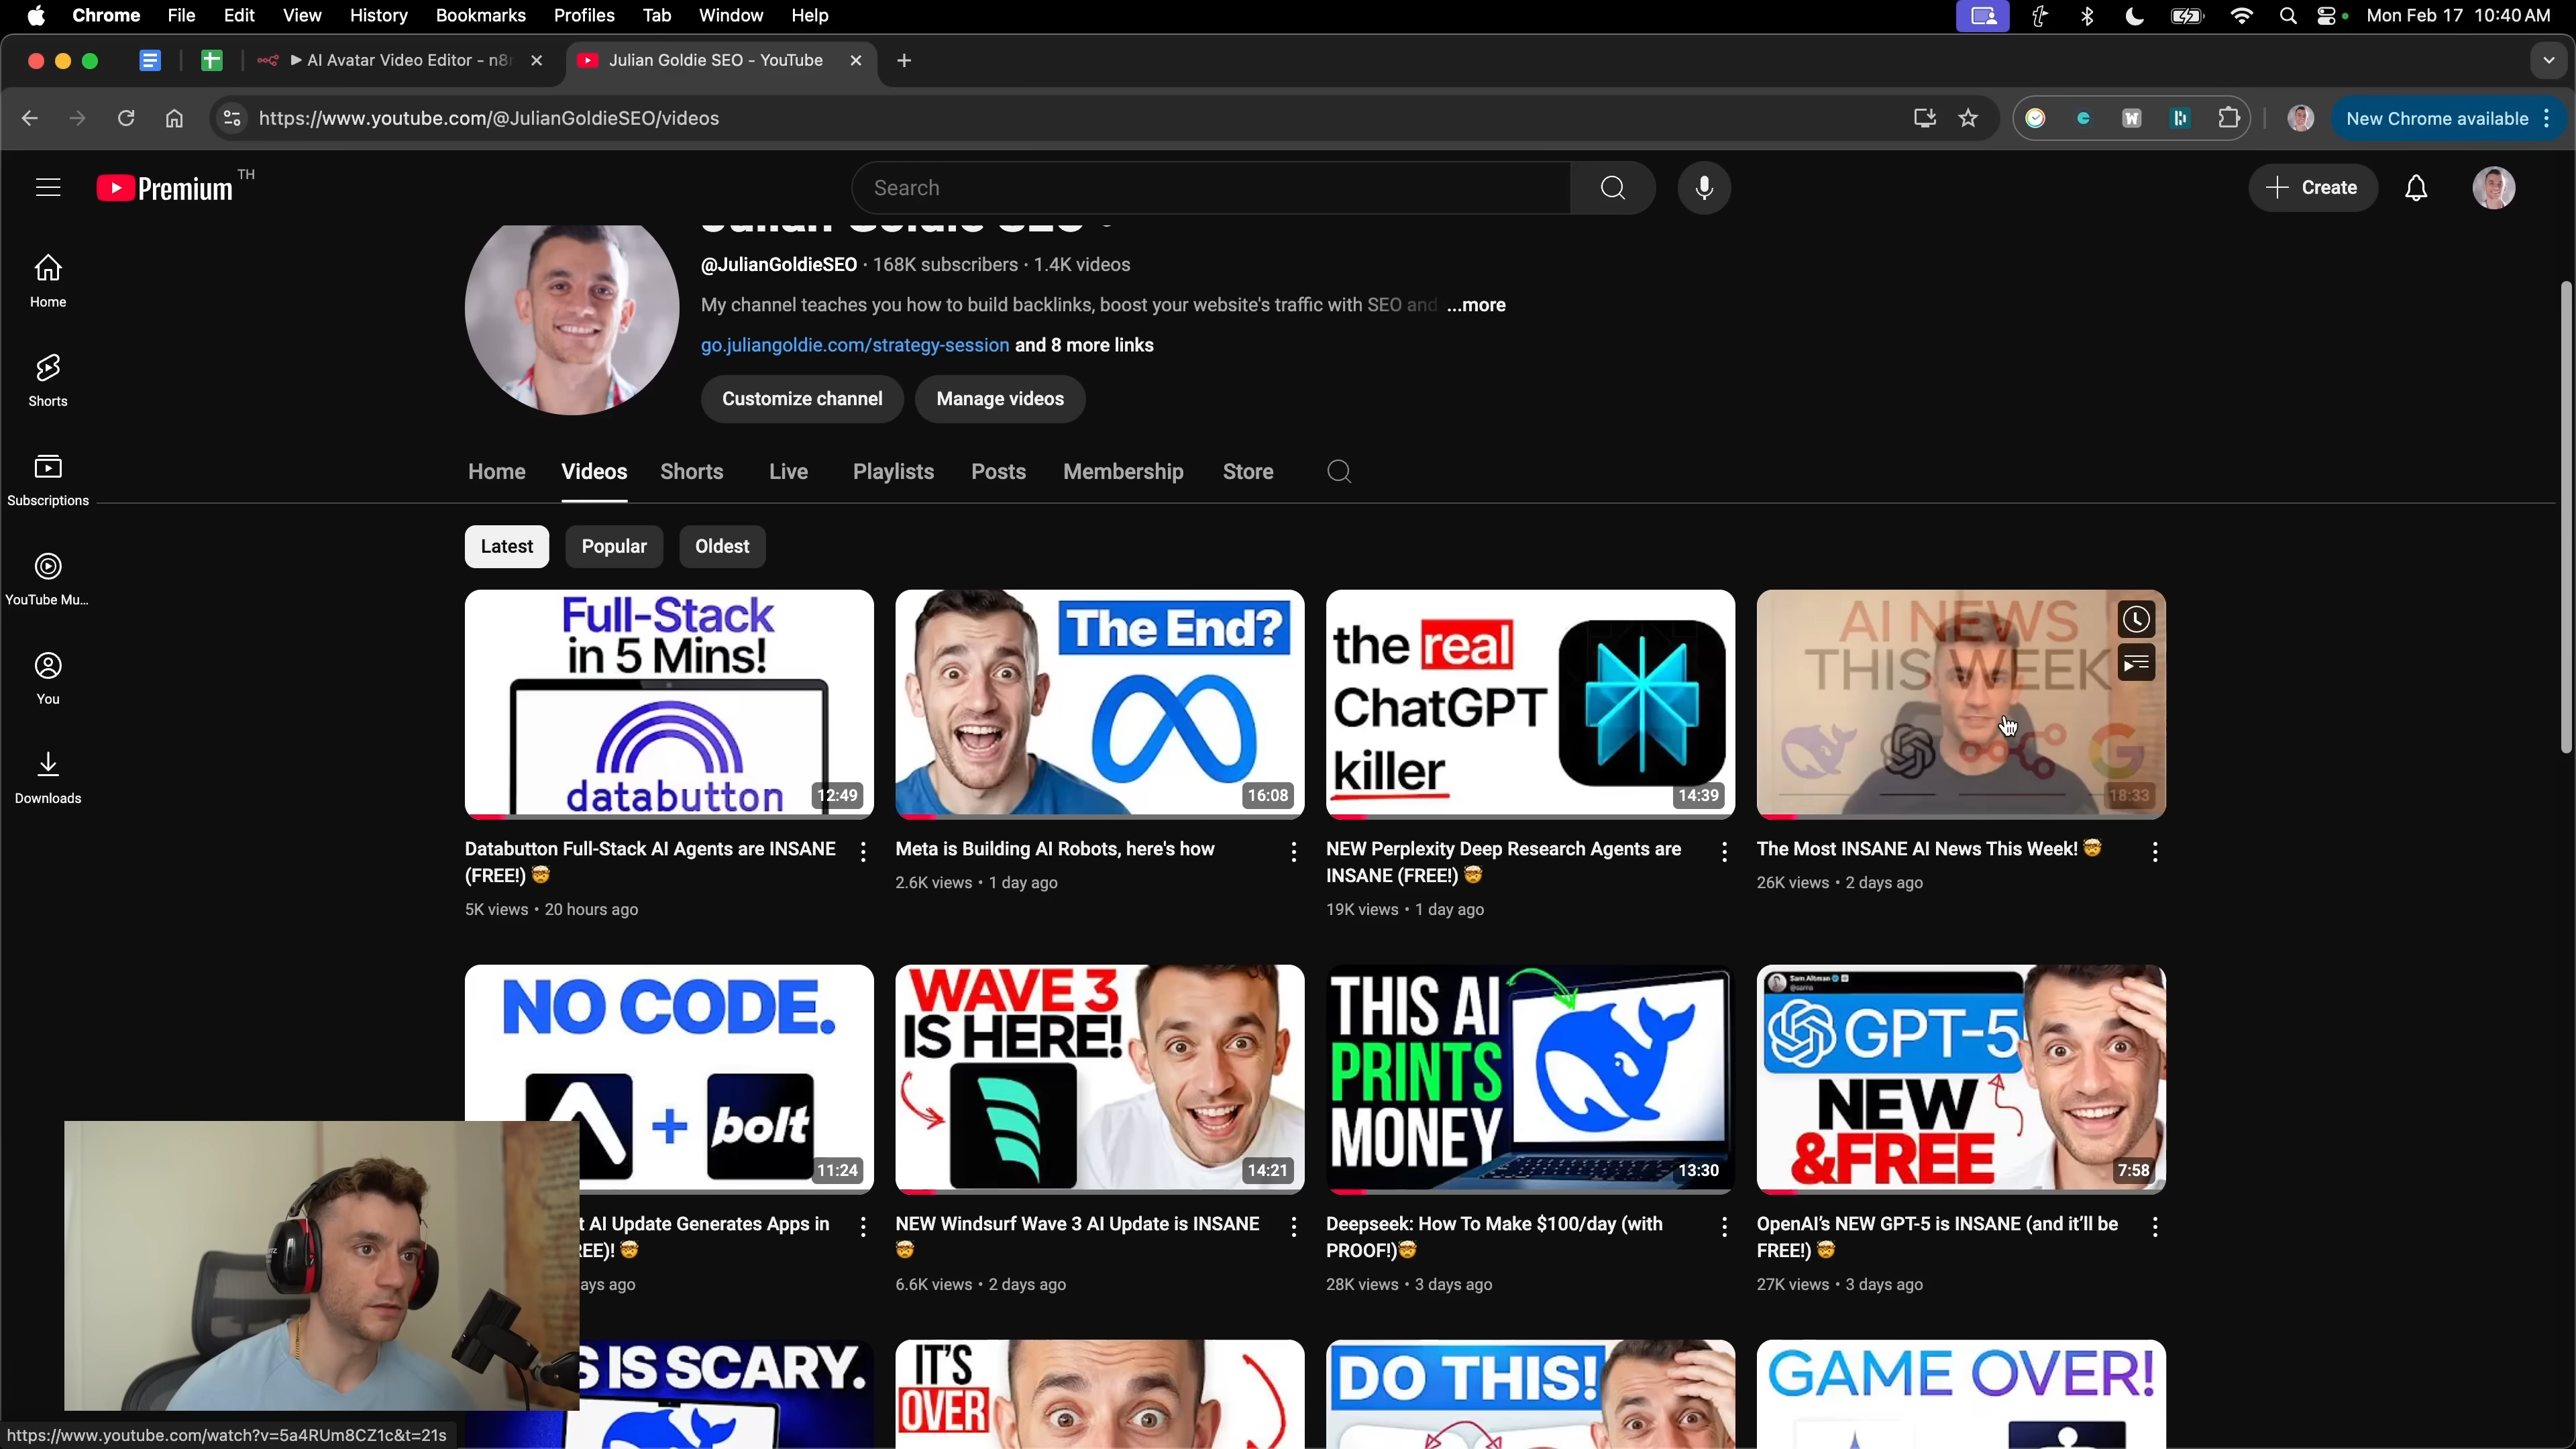 Chrome File Edit View History Bookmarks Profiles Tab Window Help
Mon Feb 17 10:40 AM
AI Avatar Video Editor - n8n
Julian Goldie SEO - YouTube
https://www.youtube.com/@JulianGoldieSEO/videos
New Chrome available
Premium TH
Search
Create
Home
Shorts
Subscriptions
YouTube Mu...
You
Downloads
Julian Goldie SEO
@JulianGoldieSEO · 168K subscribers · 1.4K videos
My channel teaches you how to build backlinks, boost your website's traffic with SEO and ...more
go.juliangoldie.com/strategy-session and 8 more links
Customize channel Manage videos
Home Videos Shorts Live Playlists Posts Membership Store
Latest Popular Oldest
Full-Stack
in 5 Mins!
databutton
12:49
The End?
16:08
the real
ChatGPT
killer
14:39
AI NEWS
THIS WEEK
18:33
Databutton Full-Stack AI Agents are INSANE
(FREE!) 🤯
5K views • 20 hours ago
Meta is Building AI Robots, here's how
2.6K views • 1 day ago
NEW Perplexity Deep Research Agents are
INSANE (FREE!) 🤯
19K views • 1 day ago
The Most INSANE AI News This Week! 🤯
26K views • 2 days ago
NO CODE.
+ bolt
11:24
WAVE 3
IS HERE!
14:21
THIS AI
PRINTS
MONEY
13:30
Sam Altman
@sama
GPT-5
NEW
&FREE
7:58
t AI Update Generates Apps in
REE)! 🤯
ays ago
NEW Windsurf Wave 3 AI Update is INSANE
🤯
6.6K views • 2 days ago
Deepseek: How To Make $100/day (with
PROOF!)🤯
28K views • 3 days ago
OpenAI's NEW GPT-5 is INSANE (and it'll be
FREE!) 🤯
27K views • 3 days ago
S IS SCARY.
IT'S
OVER
DO THIS!
GAME OVER!
https://www.youtube.com/watch?v=5a4RUm8CZ1c&t=21s